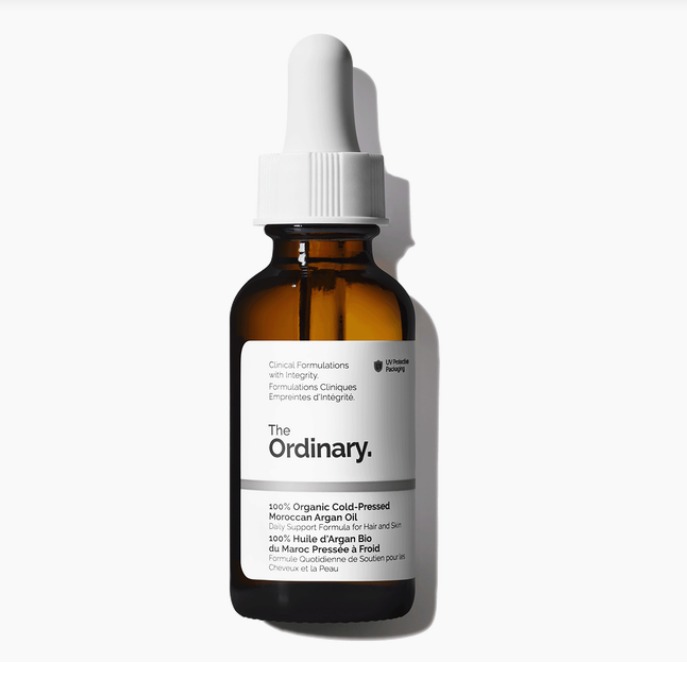 Clinical Formulations
with Integrity.
Formulations Cliniques
Empreintes d'Intégrité.
UV Protective
Packaging
The
Ordinary.
100% Organic Cold-Pressed
Moroccan Argan Oil
Daily Support Formula for Hair and Skin
100% Huile d'Argan Bio
du Maroc Pressée à Froid
Formule Quotidienne de Soutien pour les
Cheveux et la Peau